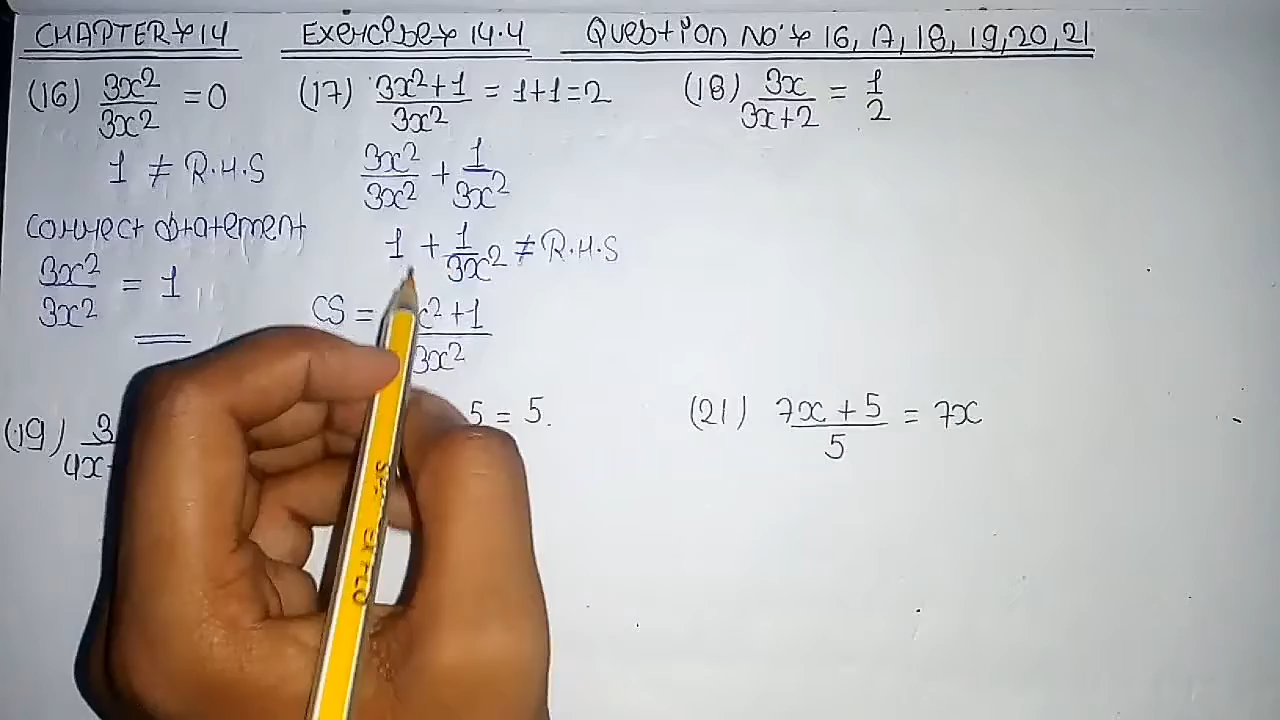 CHAPTER → 14 Exercise → 14.4 Question No → 16, 17, 18, 19, 20, 21
(16) 3x²/3x² = 0 (17) 3x²+1/3x² = 1+1=2 (18) 3x/3x+2 = 1/2
1 ≠ R.H.S 3x²/3x² + 1/3x²
Correct statement 1 + 1/3x² ≠ R.H.S
3x²/3x² = 1 CS = x²+1/3x²
(19) 3/4x 5 = 5. (21) 7x+5/5 = 7x